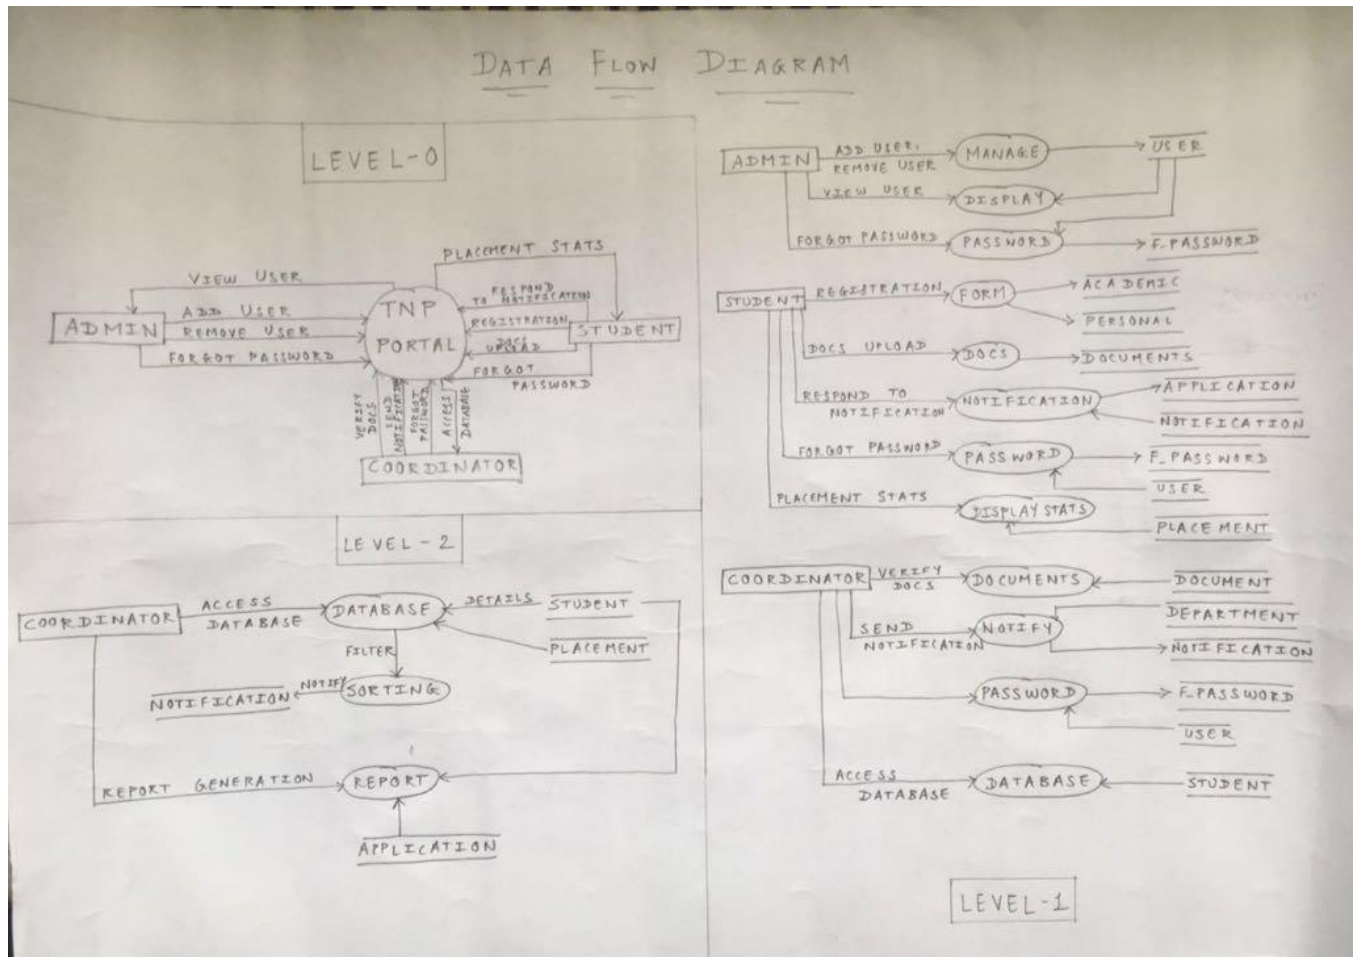 DATA FLOW DIAGRAM
LEVEL-0
PLACEMENT STATS
VIEW USER
ADMIN
ADD USER
REMOVE USER
FORGOT PASSWORD
TNP
PORTAL
RESPOND
TO NOTIFICATION
REGISTRATION
DOCS
UPLOAD
FORGOT
PASSWORD
STUDENT
VERIFY
DOCS
SEND
NOTIFICATION
FORGOT
PASSWORD
ACCESS
DATABASE
COORDINATOR
LEVEL-2
COORDINATOR
ACCESS
DATABASE
DATABASE
DETAILS
STUDENT
PLACEMENT
FILTER
SORTING
NOTIFY
NOTIFICATION
REPORT GENERATION
REPORT
APPLICATION
ADMIN
ADD USER,
REMOVE USER
MANAGE
USER
VIEW USER
DISPLAY
FORGOT PASSWORD
PASSWORD
F_PASSWORD
STUDENT
REGISTRATION
FORM
ACADEMIC
PERSONAL
DOCS UPLOAD
DOCS
DOCUMENTS
RESPOND TO
NOTIFICATION
NOTIFICATION
APPLICATION
NOTIFICATION
FORGOT PASSWORD
PASSWORD
F_PASSWORD
USER
PLACEMENT STATS
DISPLAY STATS
PLACEMENT
COORDINATOR
VERIFY
DOCS
DOCUMENTS
DOCUMENT
SEND
NOTIFICATION
NOTIFY
DEPARTMENT
NOTIFICATION
PASSWORD
F_PASSWORD
USER
ACCESS
DATABASE
DATABASE
STUDENT
LEVEL-1